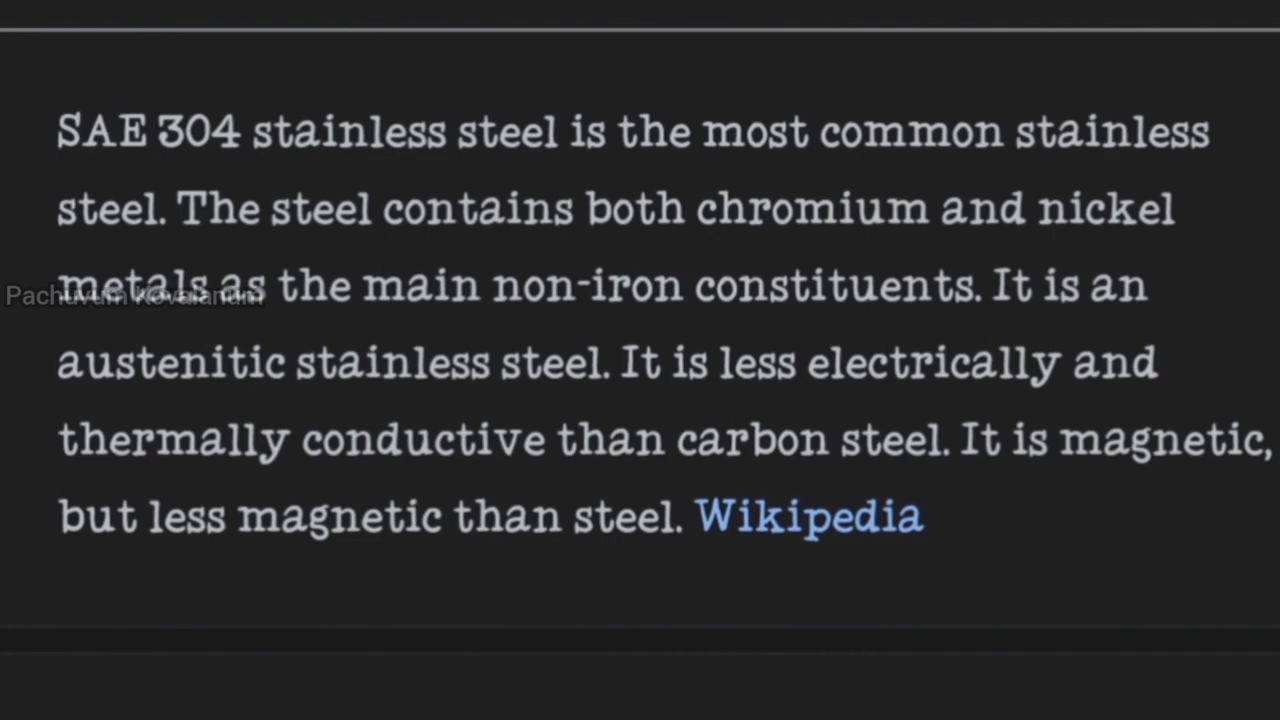 SAE 304 stainless steel is the most common stainless
steel. The steel contains both chromium and nickel
metals as the main non-iron constituents. It is an
Pachuvum Kovalanum
austenitic stainless steel. It is less electrically and
thermally conductive than carbon steel. It is magnetic,
but less magnetic than steel. Wikipedia